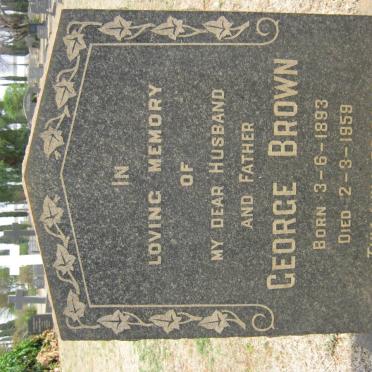 IN
LOVING MEMORY
OF
MY DEAR HUSBAND
AND FATHER
GEORGE BROWN
BORN 3-6-1893
DIED 2-3-1959